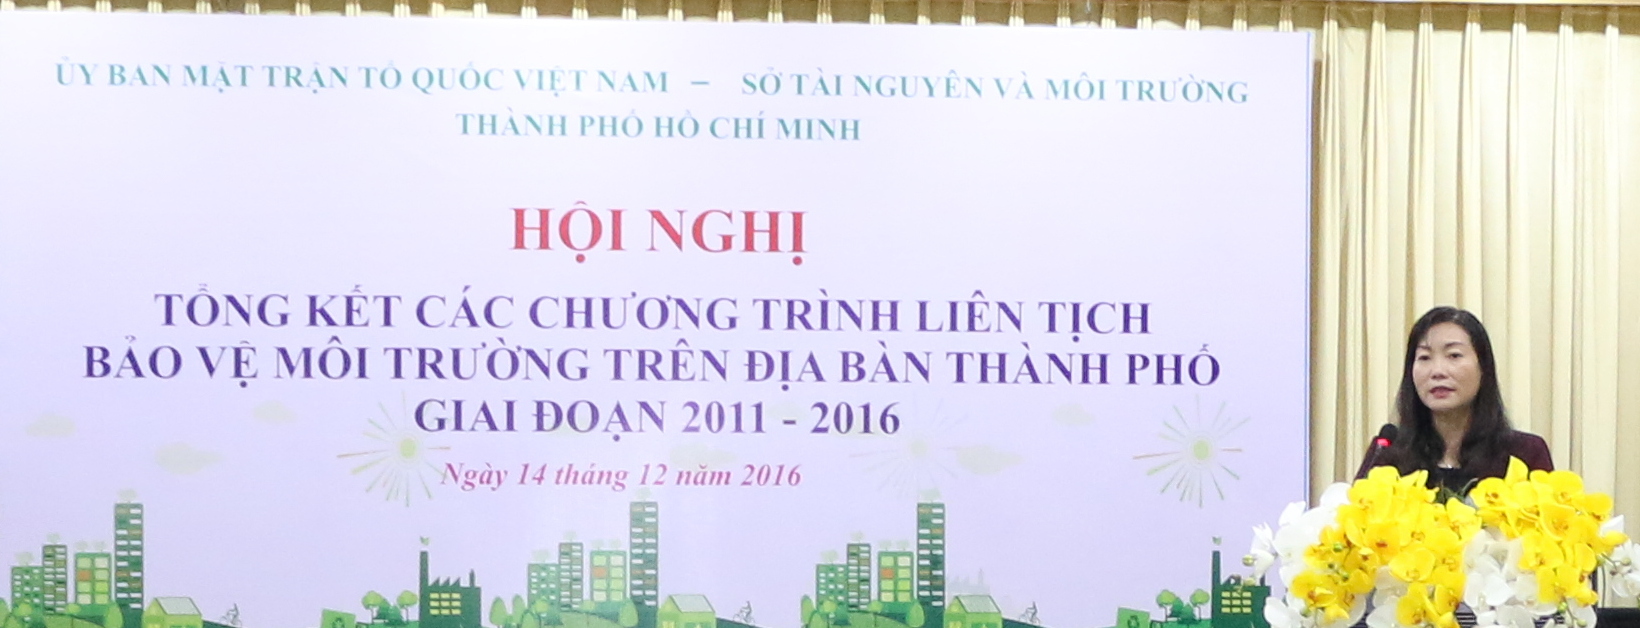 ỦY BAN MẶT TRẬN TỔ QUỐC VIỆT NAM – SỞ TÀI NGUYÊN VÀ MÔI TRƯỜNG
THÀNH PHỐ HỒ CHÍ MINH
HỘI NGHỊ
TỔNG KẾT CÁC CHƯƠNG TRÌNH LIÊN TỊCH
BẢO VỆ MÔI TRƯỜNG TRÊN ĐỊA BÀN THÀNH PHỐ
GIAI ĐOẠN 2011 - 2016
Ngày 14 tháng 12 năm 2016